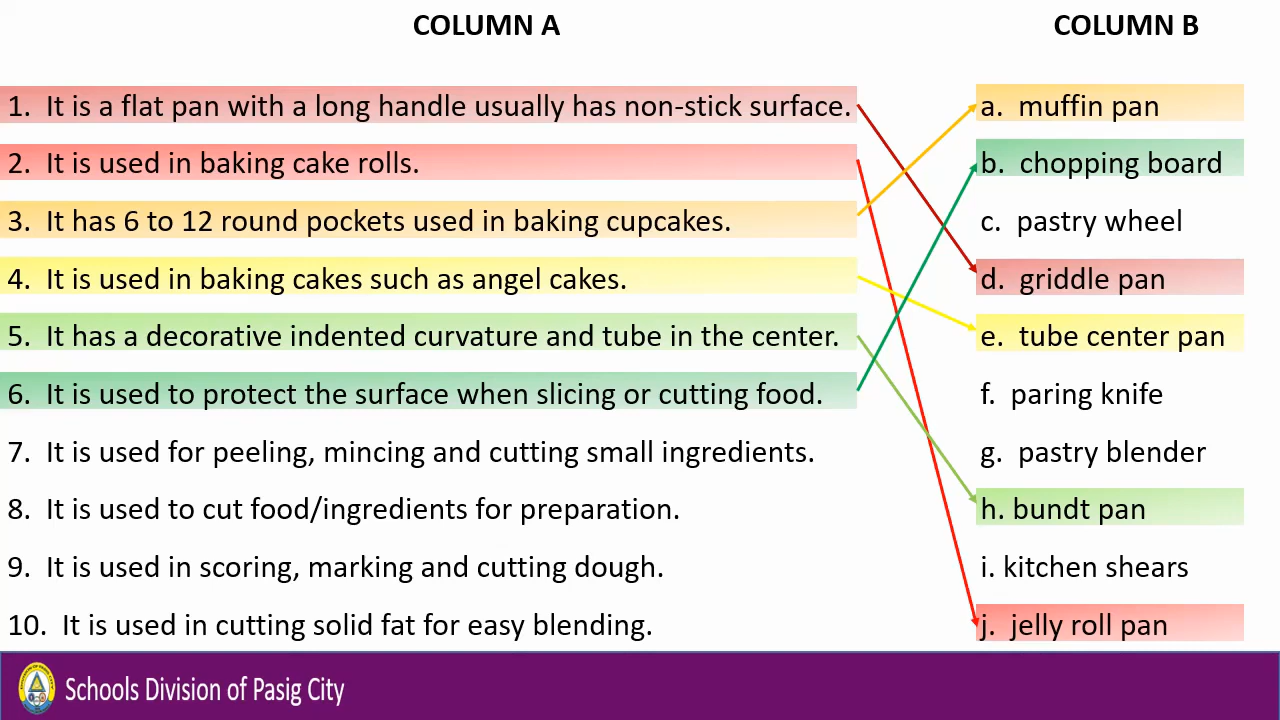 COLUMN A
COLUMN B
1. It is a flat pan with a long handle usually has non-stick surface.
a. muffin pan
2. It is used in baking cake rolls.
b. chopping board
3. It has 6 to 12 round pockets used in baking cupcakes.
c. pastry wheel
4. It is used in baking cakes such as angel cakes.
d. griddle pan
5. It has a decorative indented curvature and tube in the center.
e. tube center pan
6. It is used to protect the surface when slicing or cutting food.
f. paring knife
7. It is used for peeling, mincing and cutting small ingredients.
g. pastry blender
8. It is used to cut food/ingredients for preparation.
h. bundt pan
9. It is used in scoring, marking and cutting dough.
i. kitchen shears
10. It is used in cutting solid fat for easy blending.
j. jelly roll pan
Schools Division of Pasig City